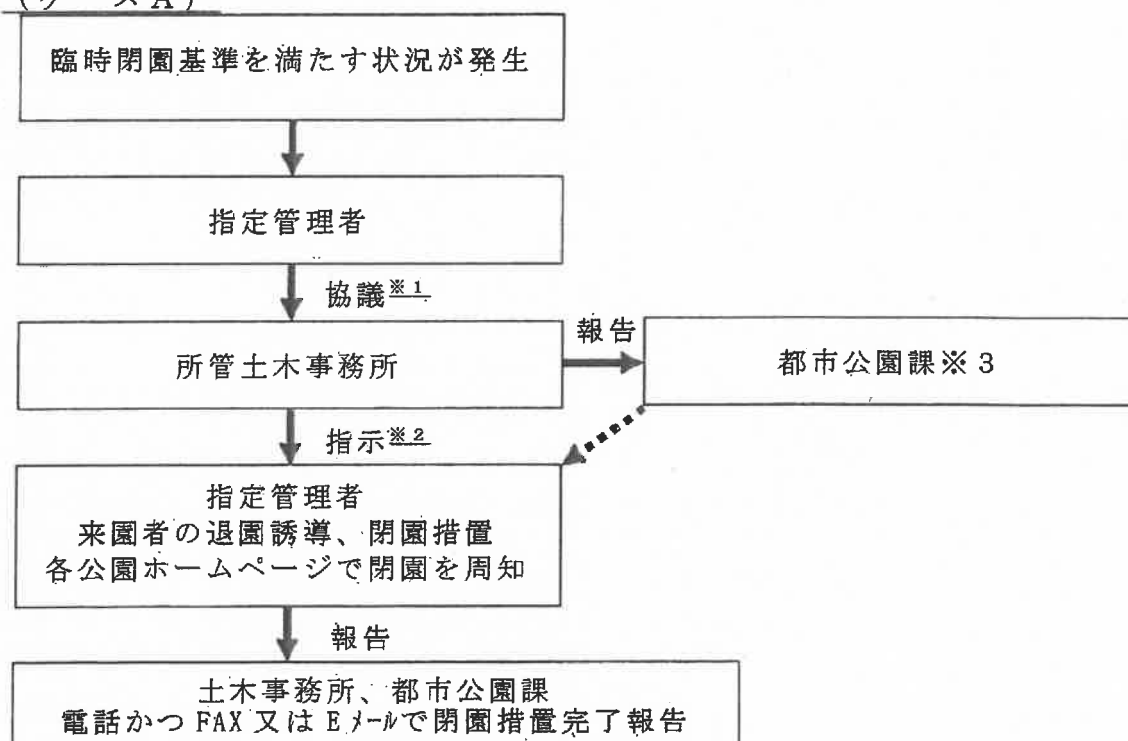 (ケースA)
臨時閉園基準を満たす状況が発生
指定管理者
協議※1
所管土木事務所
報告
都市公園課※3
指示※2
指定管理者
来園者の退園誘導、閉園措置
各公園ホームページで閉園を周知
報告
土木事務所、都市公園課
電話かつFAX又はEメールで閉園措置完了報告